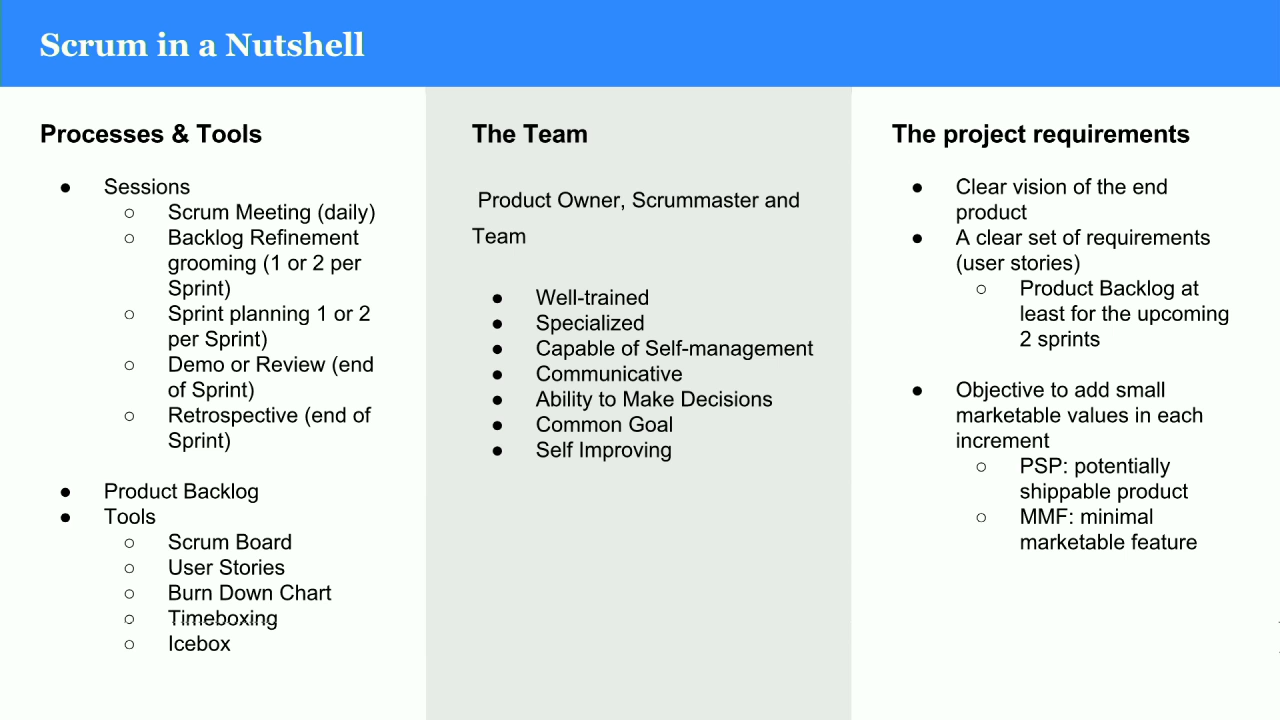 Scrum in a Nutshell
Processes & Tools
● Sessions
○ Scrum Meeting (daily)
○ Backlog Refinement
grooming (1 or 2 per
Sprint)
○ Sprint planning 1 or 2
per Sprint)
○ Demo or Review (end
of Sprint)
○ Retrospective (end of
Sprint)
● Product Backlog
● Tools
○ Scrum Board
○ User Stories
○ Burn Down Chart
○ Timeboxing
○ Icebox
The Team
Product Owner, Scrummaster and
Team
● Well-trained
● Specialized
● Capable of Self-management
● Communicative
● Ability to Make Decisions
● Common Goal
● Self Improving
The project requirements
● Clear vision of the end
product
● A clear set of requirements
(user stories)
○ Product Backlog at
least for the upcoming
2 sprints
● Objective to add small
marketable values in each
increment
○ PSP: potentially
shippable product
○ MMF: minimal
marketable feature